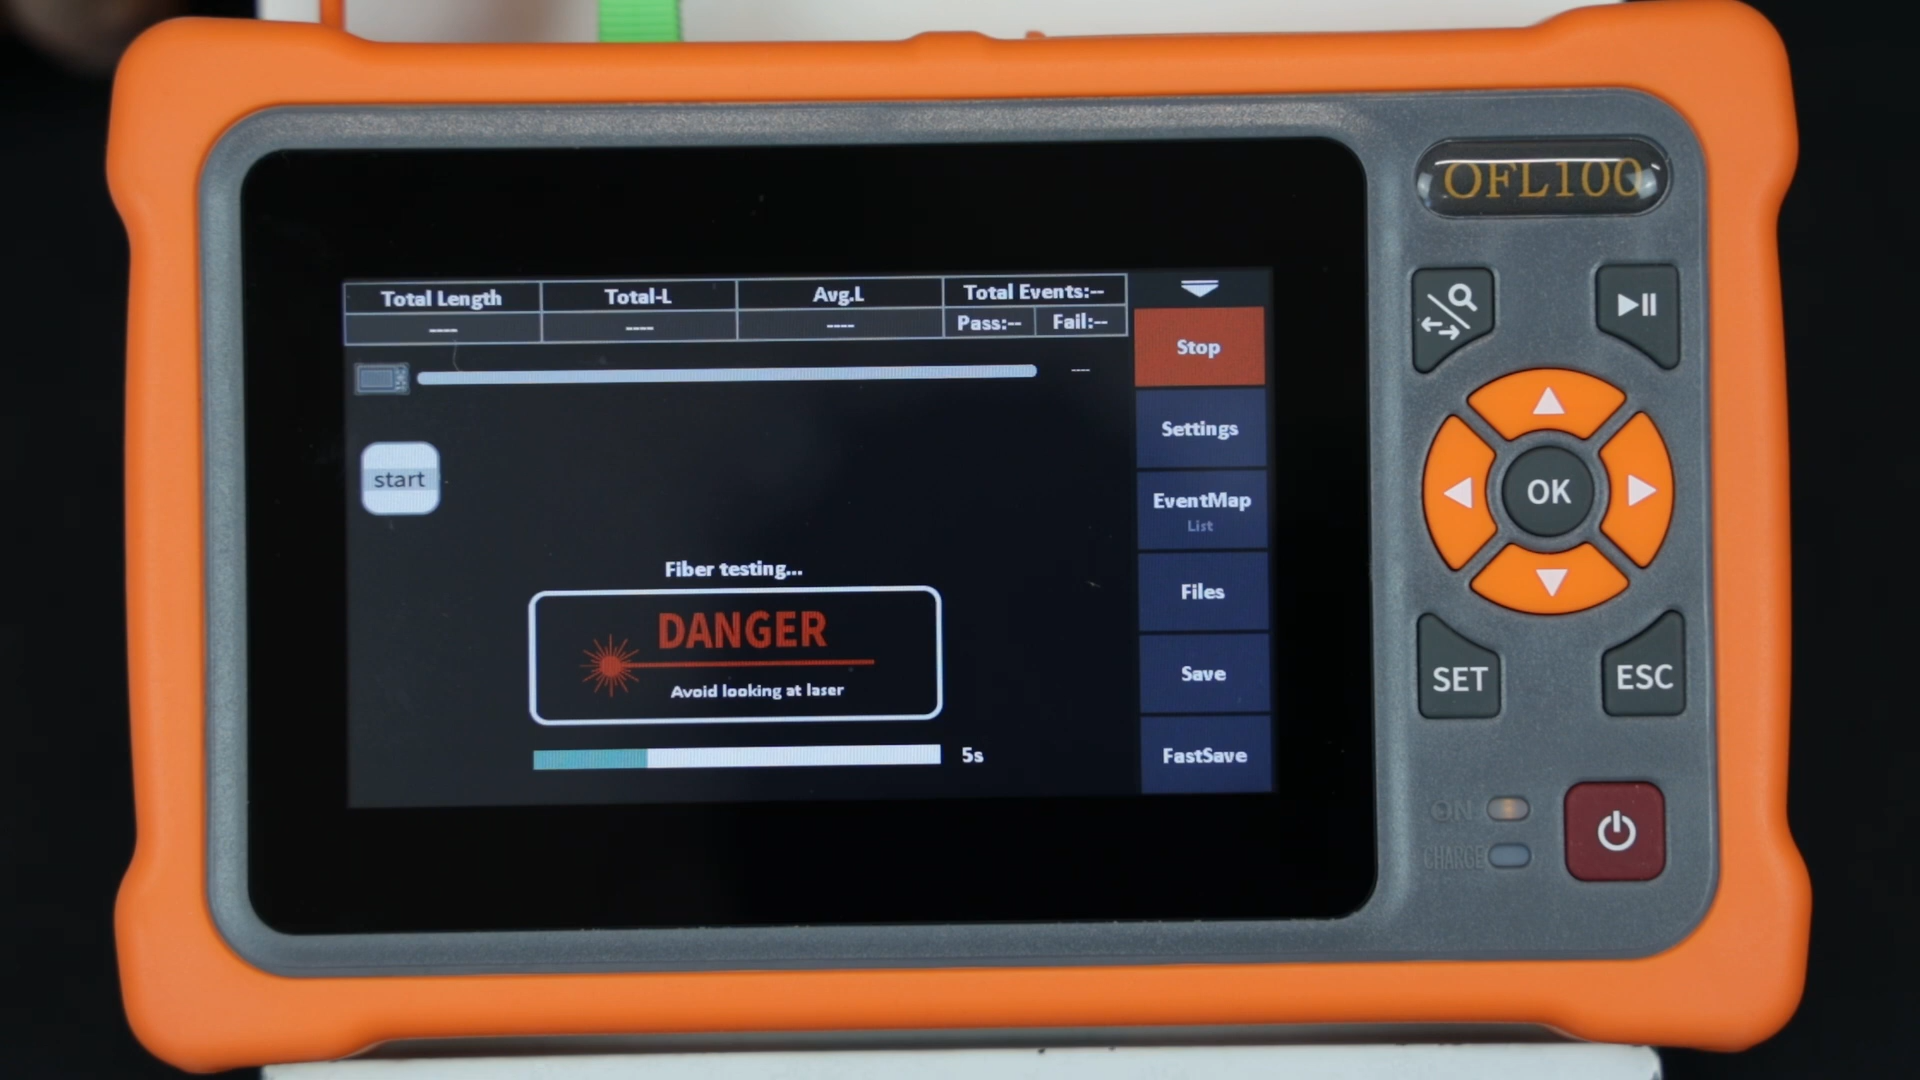 OFL100
Total Length
Total-L
Avg.L
Total Events:--
----
----
----
Pass:--
Fail:--
----
Stop
Settings
EventMap
List
Files
Save
FastSave
start
Fiber testing...
DANGER
Avoid looking at laser
5s
OK
SET
ESC
ON
CHARGE